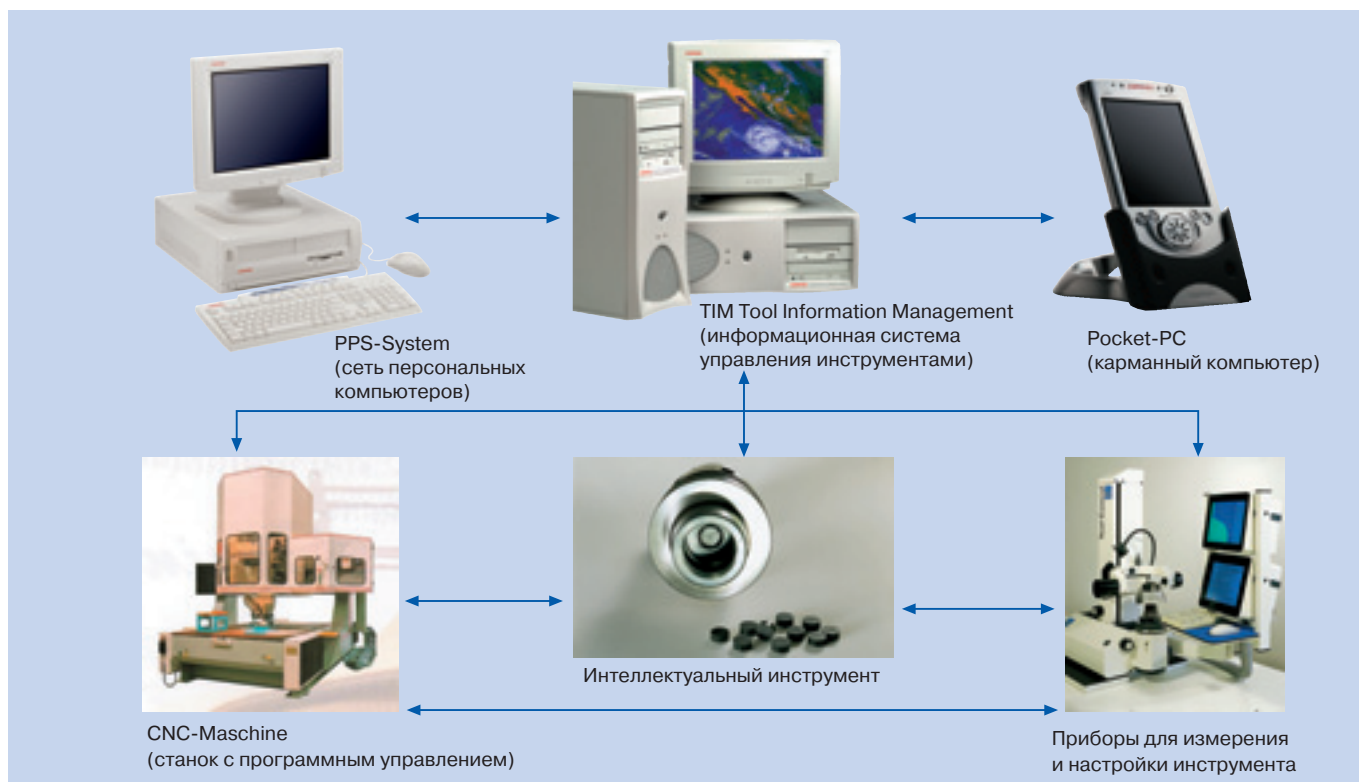 PPS-System
(сеть персональных
компьютеров)
TIM Tool Information Management
(информационная система
управления инструментами)
Pocket-PC
(карманный компьютер)
CNC-Maschine
(станок с программным управлением)
Интеллектуальный инструмент
Приборы для измерения
и настройки инструмента